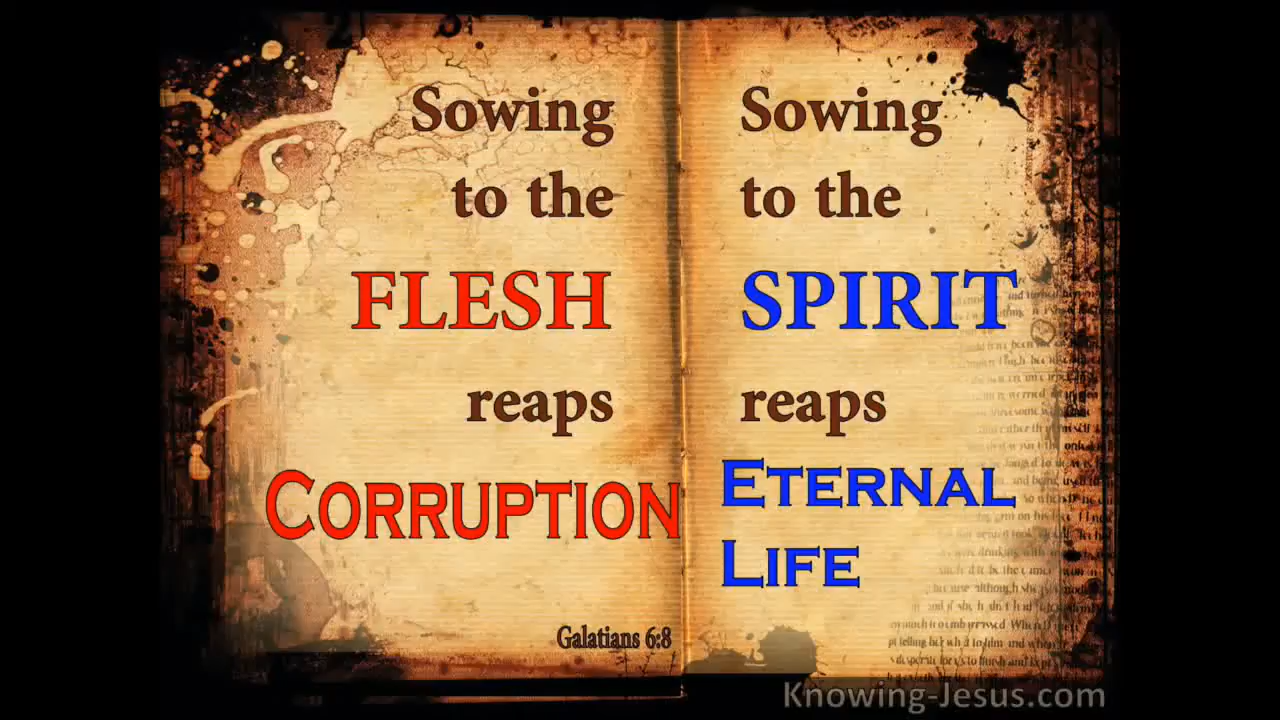 Sowing
to the
FLESH
reaps
CORRUPTION
Galatians 6:8
Sowing
to the
SPIRIT
reaps
ETERNAL
LIFE
Knowing-Jesus.com